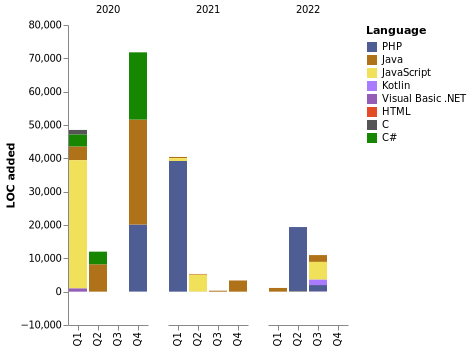 2020 2021 2022
80,000
70,000
60,000
50,000
40,000
30,000
20,000
10,000
0
−10,000
LOC added
Q1 Q2 Q3 Q4 Q1 Q2 Q3 Q4 Q1 Q2 Q3 Q4
Language
PHP
Java
JavaScript
Kotlin
Visual Basic .NET
HTML
C
C#